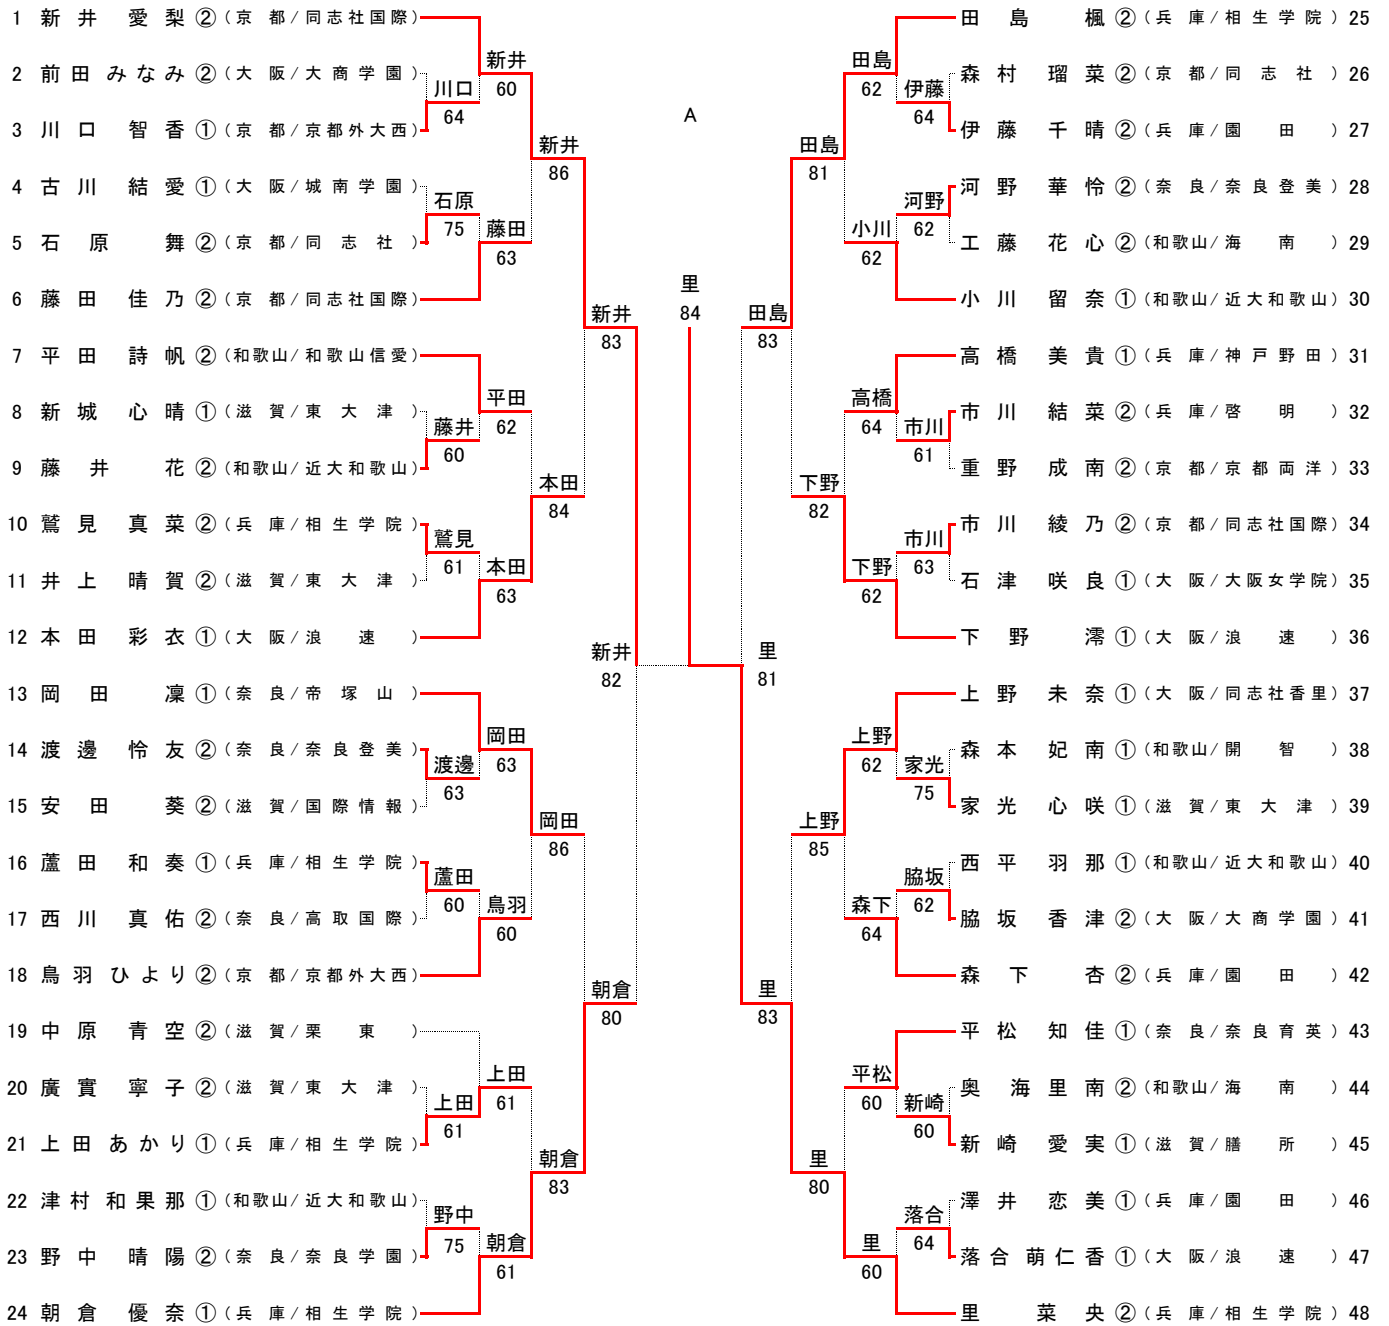 1 新井 愛梨 ② (京都/同志社国際)
新井
60
2 前田 みなみ ② (大阪/大商学園)
川口
64
3 川口 智香 ① (京都/京都外大西)
新井
86
4 古川 結愛 ① (大阪/城南学園)
石原
75
5 石原 舞 ② (京都/同志社)
藤田
63
6 藤田 佳乃 ② (京都/同志社国際)
新井
83
7 平田 詩帆 ② (和歌山/和歌山信愛)
平田
62
8 新城 心晴 ① (滋賀/東大津)
藤井
60
9 藤井 花 ② (和歌山/近大和歌山)
本田
84
10 鷲見 真菜 ② (兵庫/相生学院)
鷲見
61
11 井上 晴賀 ② (滋賀/東大津)
本田
63
12 本田 彩衣 ① (大阪/浪速)
新井
82
13 岡田 凜 ① (奈良/帝塚山)
岡田
63
14 渡邊 怜友 ② (奈良/奈良登美)
渡邊
63
15 安田 葵 ② (滋賀/国際情報)
岡田
86
16 蘆田 和奏 ① (兵庫/相生学院)
蘆田
60
17 西川 真佑 ② (奈良/高取国際)
鳥羽
60
18 鳥羽 ひより ② (京都/京都外大西)
朝倉
80
19 中原 青空 ② (滋賀/栗東)
上田
61
20 廣實 寧子 ② (滋賀/東大津)
上田
61
21 上田 あかり ① (兵庫/相生学院)
朝倉
83
22 津村 和果那 ① (和歌山/近大和歌山)
野中
75
23 野中 晴陽 ② (奈良/奈良学園)
朝倉
61
24 朝倉 優奈 ① (兵庫/相生学院)
A
里
84
田島 楓 ② (兵庫/相生学院) 25
田島
62
森村 瑠菜 ② (京都/同志社) 26
伊藤
64
伊藤 千晴 ② (兵庫/園田) 27
田島
81
河野 華怜 ② (奈良/奈良登美) 28
河野
62
工藤 花心 ② (和歌山/海南) 29
小川
62
小川 留奈 ① (和歌山/近大和歌山) 30
田島
83
高橋 美貴 ① (兵庫/神戸野田) 31
高橋
64
市川 結菜 ② (兵庫/啓明) 32
市川
61
重野 成南 ② (京都/京都両洋) 33
下野
82
市川 綾乃 ② (京都/同志社国際) 34
市川
63
石津 咲良 ① (大阪/大阪女学院) 35
下野
62
下野 澪 ① (大阪/浪速) 36
里
81
上野 未奈 ① (大阪/同志社香里) 37
上野
62
森本 妃南 ① (和歌山/開智) 38
家光
75
家光 心咲 ① (滋賀/東大津) 39
上野
85
西平 羽那 ① (和歌山/近大和歌山) 40
脇坂
62
脇坂 香津 ② (大阪/大商学園) 41
森下
64
森下 杏 ② (兵庫/園田) 42
里
83
平松 知佳 ① (奈良/奈良育英) 43
平松
60
奥 海里南 ② (和歌山/海南) 44
新崎
60
新崎 愛実 ① (滋賀/膳所) 45
里
80
澤井 恋美 ① (兵庫/園田) 46
落合
64
落合 萌仁香 ① (大阪/浪速) 47
里
60
里 菜央 ② (兵庫/相生学院) 48